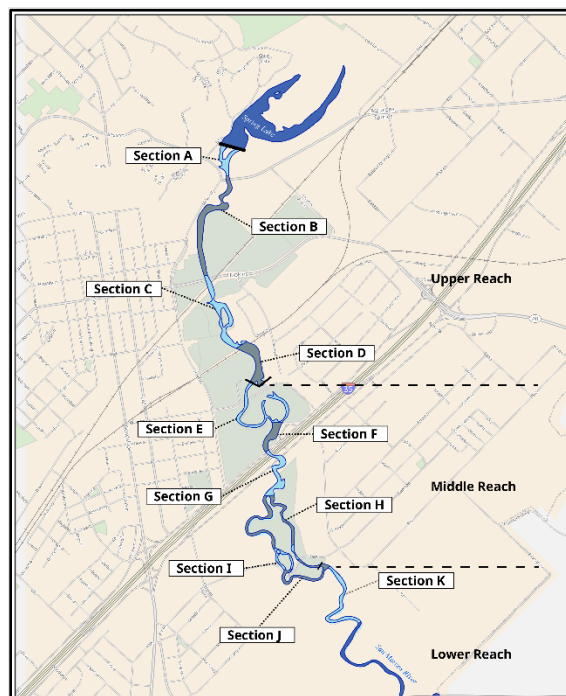 Spring Lake
Section A
Section B
Upper Reach
Section C
Section D
35
Section E
Section F
Middle Reach
Section G
Section H
Section I
Section K
Section J
San Marcos River
Lower Reach